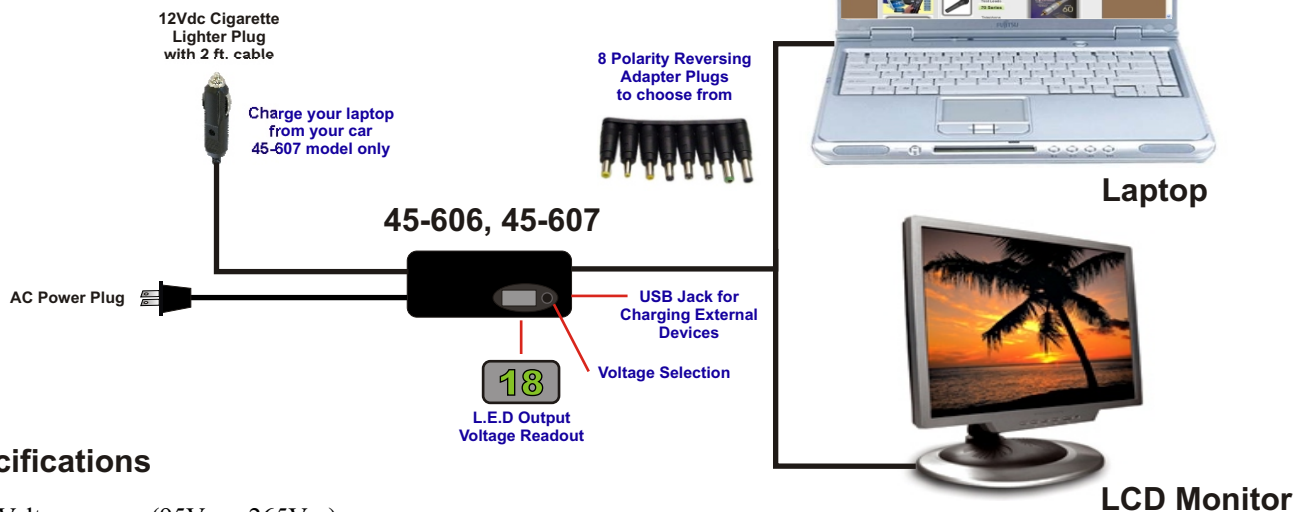 12Vdc Cigarette
Lighter Plug
with 2 ft. cable
Charge your laptop
from your car
45-607 model only
8 Polarity Reversing
Adapter Plugs
to choose from
Laptop
45-606, 45-607
AC Power Plug
USB Jack for
Charging External
Devices
Voltage Selection
18
L.E.D Output
Voltage Readout
LCD Monitor
cifications